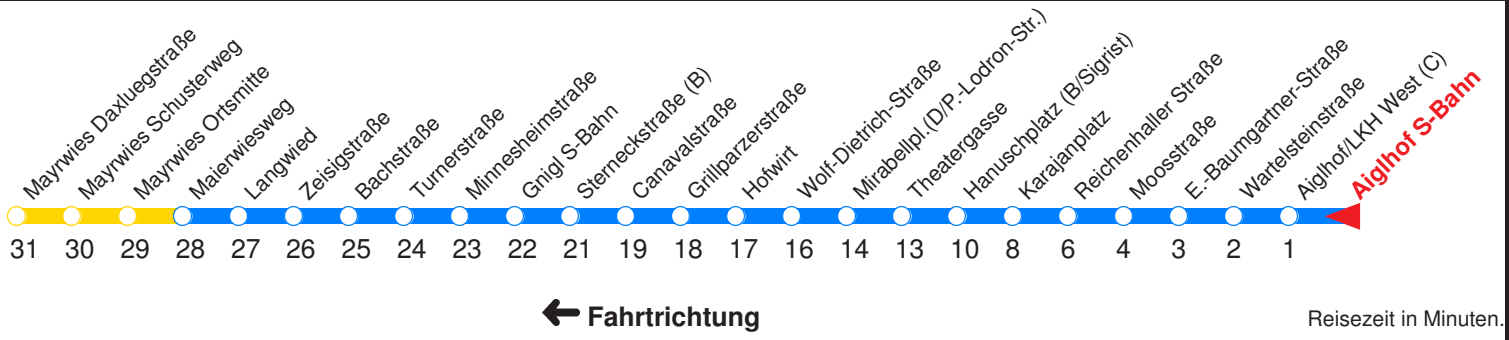 Mayrwies Daxluegstraße
Mayrwies Schusterweg
Mayrwies Ortsmitte
Maierwiesweg
Langwied
Zeisigstraße
Bachstraße
Turnerstraße
Minnesheimstraße
Gnigl S-Bahn
Sterneckstraße (B)
Canavalstraße
Grillparzerstraße
Hofwirt
Wolf-Dietrich-Straße
Mirabellpl.(D/P.-Lodron-Str.)
Theatergasse
Hanuschplatz (B/Sigrist)
Karajanplatz
Reichenhaller Straße
Moosstraße
E.-Baumgartner-Straße
Wartelsteinstraße
Aiglhof/LKH West (C)
Aiglhof S-Bahn
31 30 29 28 27 26 25 24 23 22 21 19 18 17 16 14 13 10 8 6 4 3 2 1
← Fahrtrichtung
Reisezeit in Minuten.